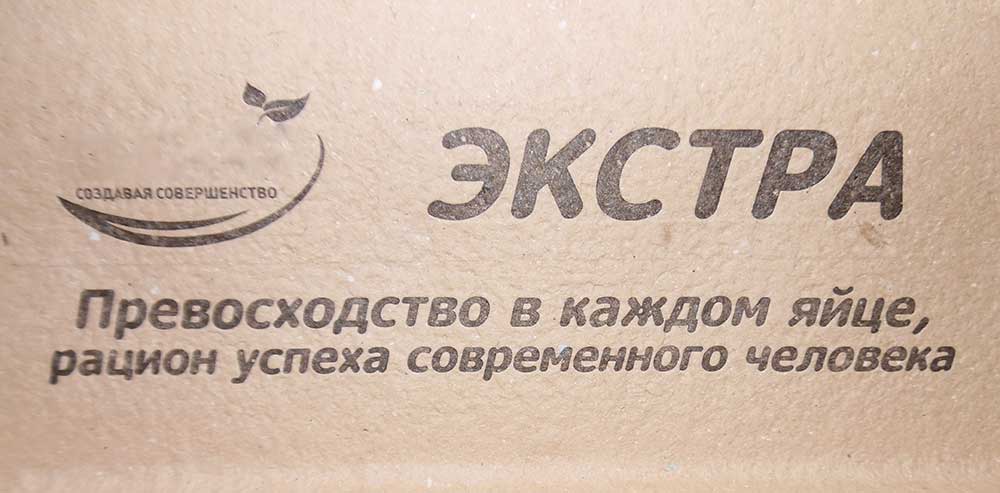 СОЗДАВАЯ СОВЕРШЕНСТВО
ЭКСТРА
Превосходство в каждом яйце,
рацион успеха современного человека